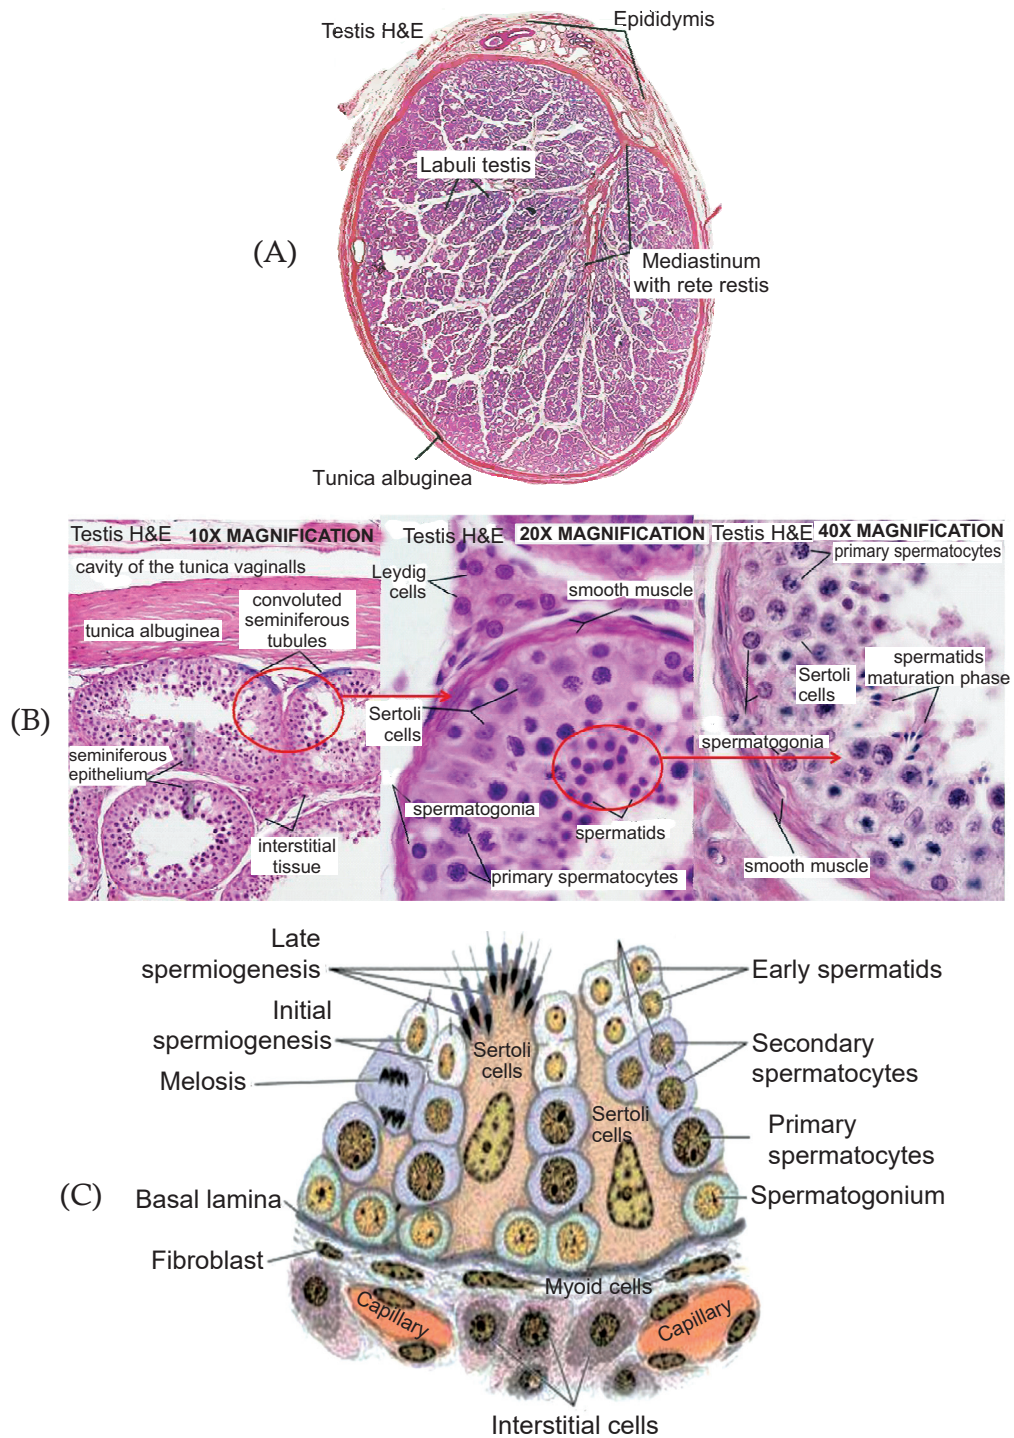 Testis H&E
Epididymis
Labuli testis
(A)
Mediastinum
with rete restis
Tunica albuginea
Testis H&E
10X MAGNIFICATION
cavity of the tunica vaginalls
convoluted
seminiferous
tubules
tunica albuginea
(B)
seminiferous
epithelium
interstitial
tissue
Testis H&E
20X MAGNIFICATION
Leydig
cells
smooth muscle
Sertoli
cells
spermatogonia
spermatids
primary spermatocytes
Testis H&E
40X MAGNIFICATION
primary spermatocytes
Sertoli
cells
spermatids
maturation phase
spermatogonia
smooth muscle
Late
spermiogenesis
Initial
spermiogenesis
Melosis
Sertoli
cells
Sertoli
cells
Early spermatids
Secondary
spermatocytes
Primary
spermatocytes
(C)
Basal lamina
Spermatogonium
Fibroblast
Myoid cells
Capillary
Capillary
Interstitial cells